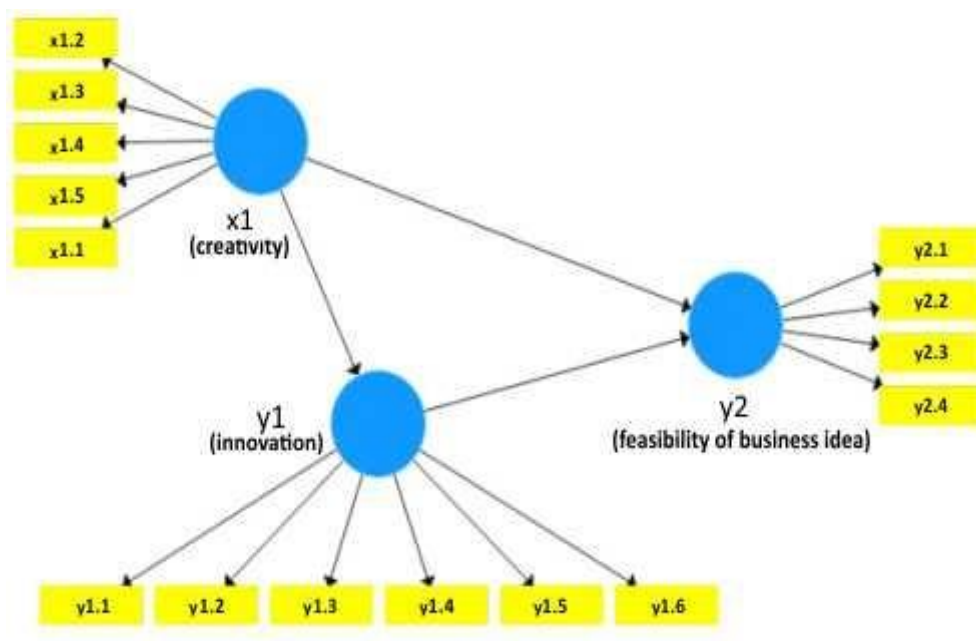 x1.2
x1.3
x1.4
x1.5
x1.1
x1
(creativity)
y2.1
y2.2
y2.3
y2.4
y2
(feasibility of business idea)
y1
(innovation)
y1.1
y1.2
y1.3
y1.4
y1.5
y1.6